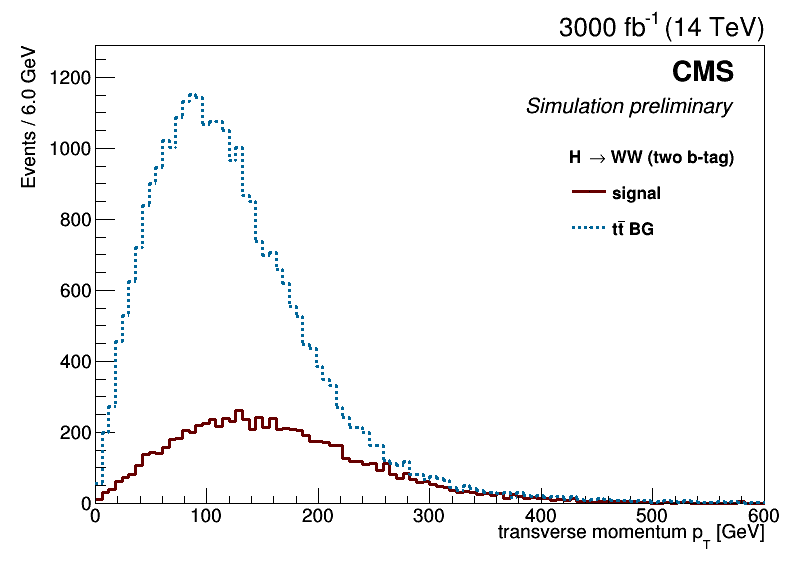 3000 fb-1 (14 TeV)
CMS
Simulation preliminary
H → WW (two b-tag)
signal
tt̄ BG
Events / 6.0 GeV
1200
1000
800
600
400
200
0
0 100 200 300 400 500 600
transverse momentum pT [GeV]